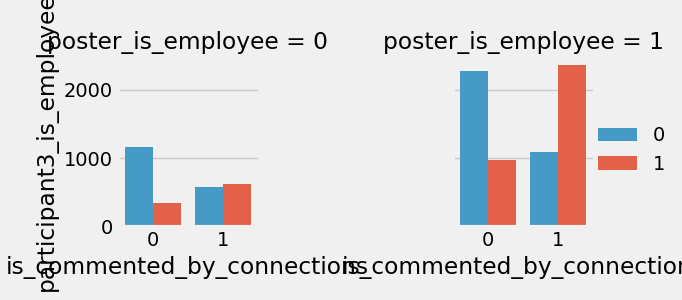 poster_is_employee = 0
poster_is_employee = 1
participant3_is_employee
2000
1000
0
0 1
0 1
is_commented_by_connections
is_commented_by_connection
0
1